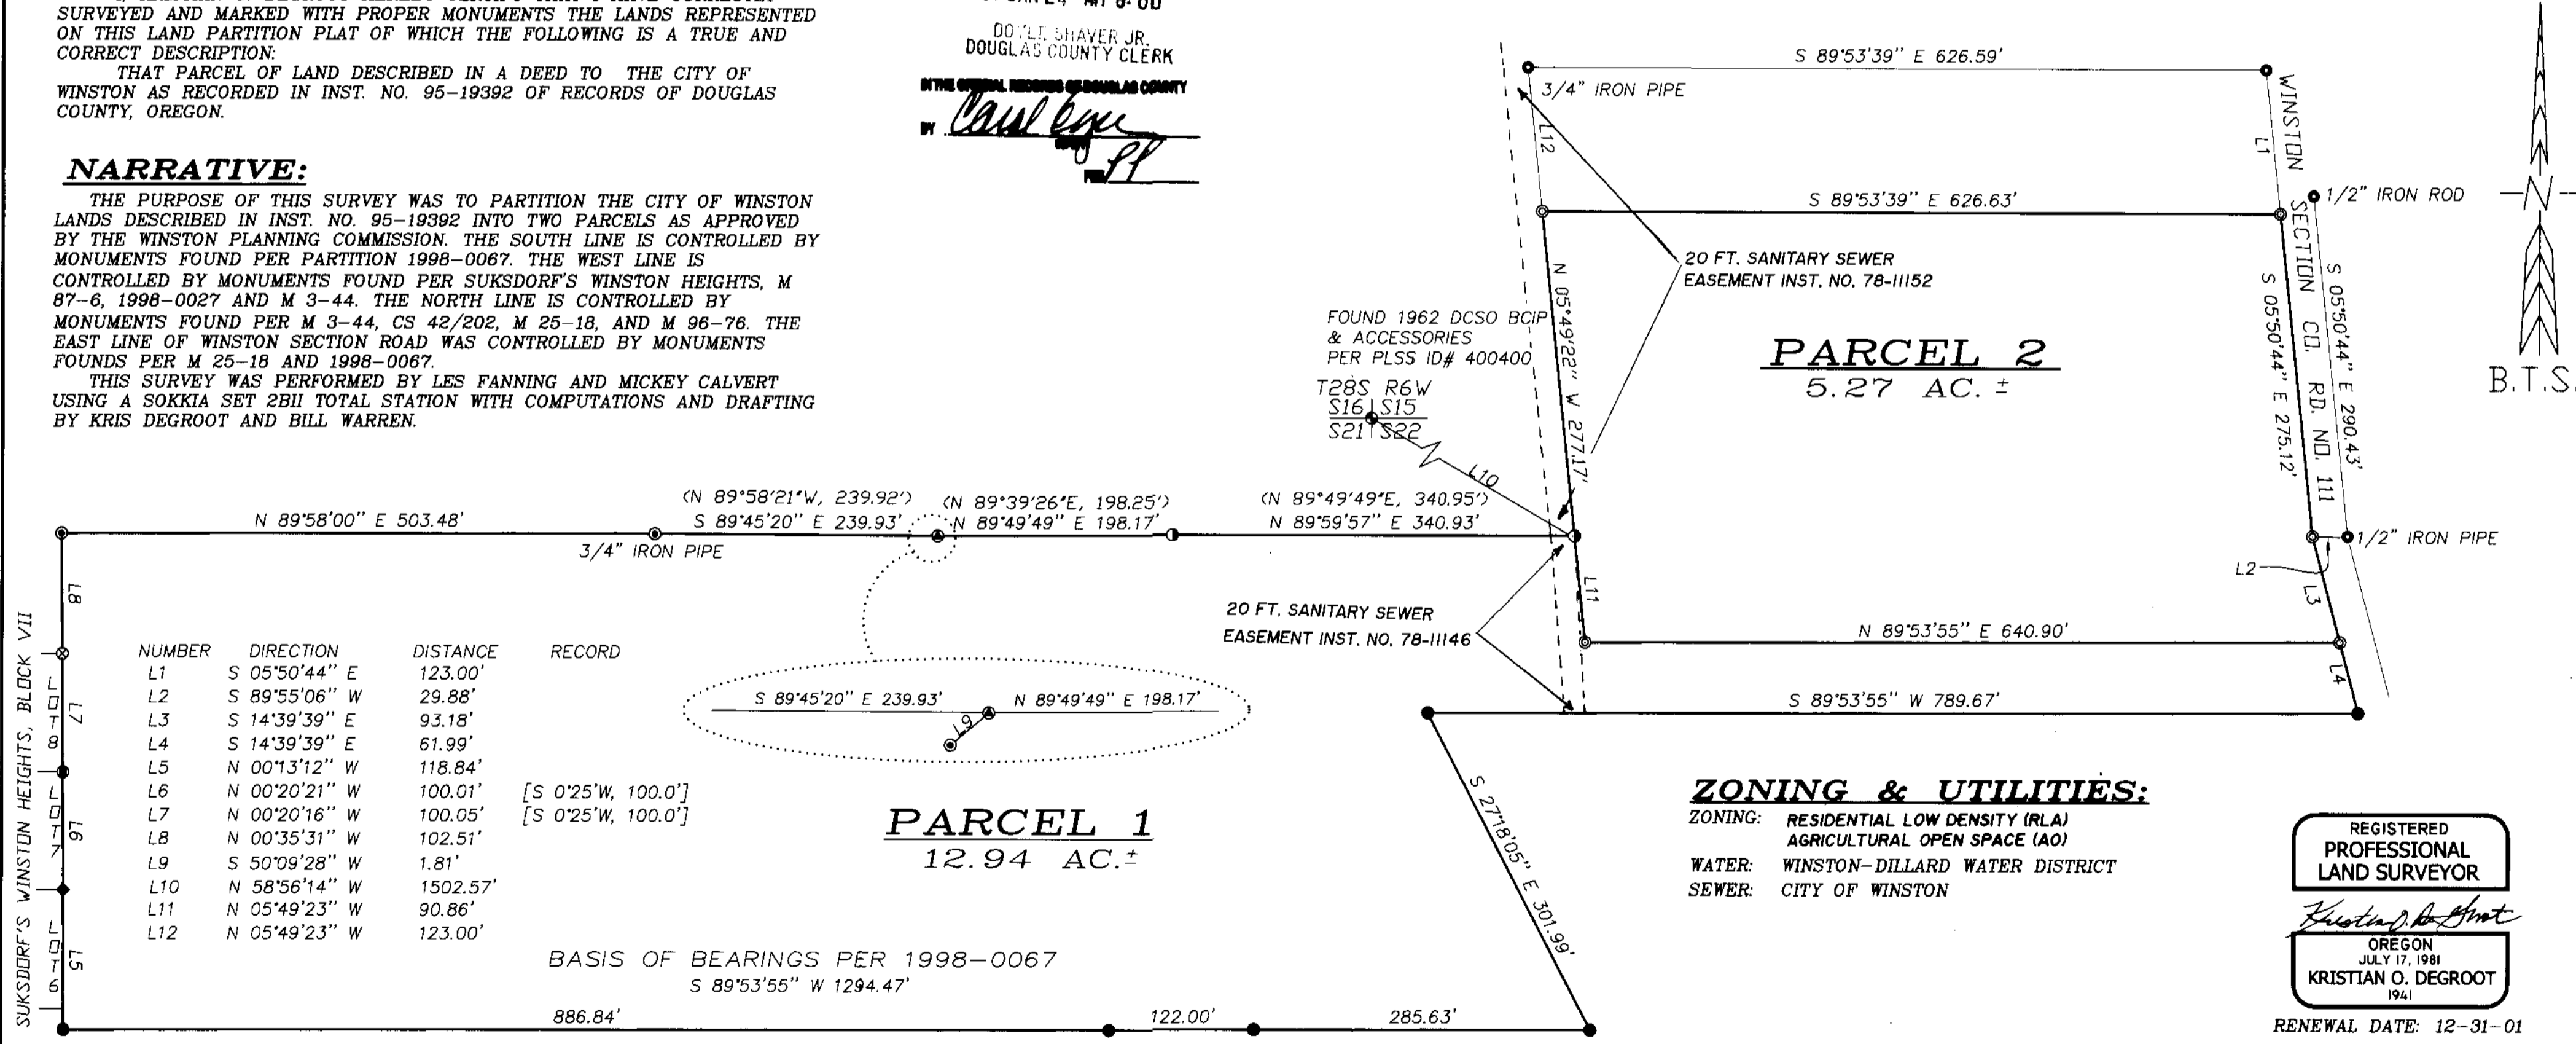 SURVEYED AND MARKED WITH PROPER MONUMENTS THE LANDS REPRESENTED
ON THIS LAND PARTITION PLAT OF WHICH THE FOLLOWING IS A TRUE AND
CORRECT DESCRIPTION:
THAT PARCEL OF LAND DESCRIBED IN A DEED TO THE CITY OF
WINSTON AS RECORDED IN INST. NO. 95-19392 OF RECORDS OF DOUGLAS
COUNTY, OREGON.
DOYLE SHAVER JR.
DOUGLAS COUNTY CLERK
IN THE OFFICIAL RECORDS OF DOUGLAS COUNTY
BY
NARRATIVE:
THE PURPOSE OF THIS SURVEY WAS TO PARTITION THE CITY OF WINSTON
LANDS DESCRIBED IN INST. NO. 95-19392 INTO TWO PARCELS AS APPROVED
BY THE WINSTON PLANNING COMMISSION. THE SOUTH LINE IS CONTROLLED BY
MONUMENTS FOUND PER PARTITION 1998-0067. THE WEST LINE IS
CONTROLLED BY MONUMENTS FOUND PER SUKSDORF'S WINSTON HEIGHTS, M
87-6, 1998-0027 AND M 3-44. THE NORTH LINE IS CONTROLLED BY
MONUMENTS FOUND PER M 3-44, CS 42/202, M 25-18, AND M 96-76. THE
EAST LINE OF WINSTON SECTION ROAD WAS CONTROLLED BY MONUMENTS
FOUNDS PER M 25-18 AND 1998-0067.
THIS SURVEY WAS PERFORMED BY LES FANNING AND MICKEY CALVERT
USING A SOKKIA SET 2BII TOTAL STATION WITH COMPUTATIONS AND DRAFTING
BY KRIS DEGROOT AND BILL WARREN.
S 89°53'39" E 626.59'
3/4" IRON PIPE
L12
L1
WINSTON SECTION CO. RD. NO. 111
1/2" IRON ROD
S 89°53'39" E 626.63'
N
B.T.S.
20 FT. SANITARY SEWER
EASEMENT INST. NO. 78-11152
N 05°49'22" W 277.17'
S 05°50'44" E 275.12'
S 05°50'44" E 290.43'
PARCEL 2
5.27 AC. ±
FOUND 1962 DCSO BCIP
& ACCESSORIES
PER PLSS ID# 400400
T28S R6W
S16 S15
S21 S22
L10
(N 89°58'21"W, 239.92')
(N 89°39'26"E, 198.25')
(N 89°49'49"E, 340.95')
N 89°58'00" E 503.48'
S 89°45'20" E 239.93'
N 89°49'49" E 198.17'
N 89°59'57" E 340.93'
3/4" IRON PIPE
1/2" IRON PIPE
L2
L3
L11
L4
N 89°53'55" E 640.90'
20 FT. SANITARY SEWER
EASEMENT INST. NO. 78-11146
S 89°53'55" W 789.67'
S 27°18'05" E 301.99'
SUKSDORF'S WINSTON HEIGHTS, BLOCK VII
L8
LOT 8
L7
LOT 7
L6
LOT 6
L5
NUMBER DIRECTION DISTANCE RECORD
L1 S 05°50'44" E 123.00'
L2 S 89°55'06" W 29.88'
L3 S 14°39'39" E 93.18'
L4 S 14°39'39" E 61.99'
L5 N 00°13'12" W 118.84'
L6 N 00°20'21" W 100.01' [S 0°25'W, 100.0']
L7 N 00°20'16" W 100.05' [S 0°25'W, 100.0']
L8 N 00°35'31" W 102.51'
L9 S 50°09'28" W 1.81'
L10 N 58°56'14" W 1502.57'
L11 N 05°49'23" W 90.86'
L12 N 05°49'23" W 123.00'
S 89°45'20" E 239.93' N 89°49'49" E 198.17'
L9
PARCEL 1
12.94 AC.±
BASIS OF BEARINGS PER 1998-0067
S 89°53'55" W 1294.47'
886.84'
122.00'
285.63'
ZONING & UTILITIES:
ZONING: RESIDENTIAL LOW DENSITY (RLA)
AGRICULTURAL OPEN SPACE (AO)
WATER: WINSTON-DILLARD WATER DISTRICT
SEWER: CITY OF WINSTON
REGISTERED
PROFESSIONAL
LAND SURVEYOR
OREGON
JULY 17, 1981
KRISTIAN O. DEGROOT
1941
RENEWAL DATE: 12-31-01